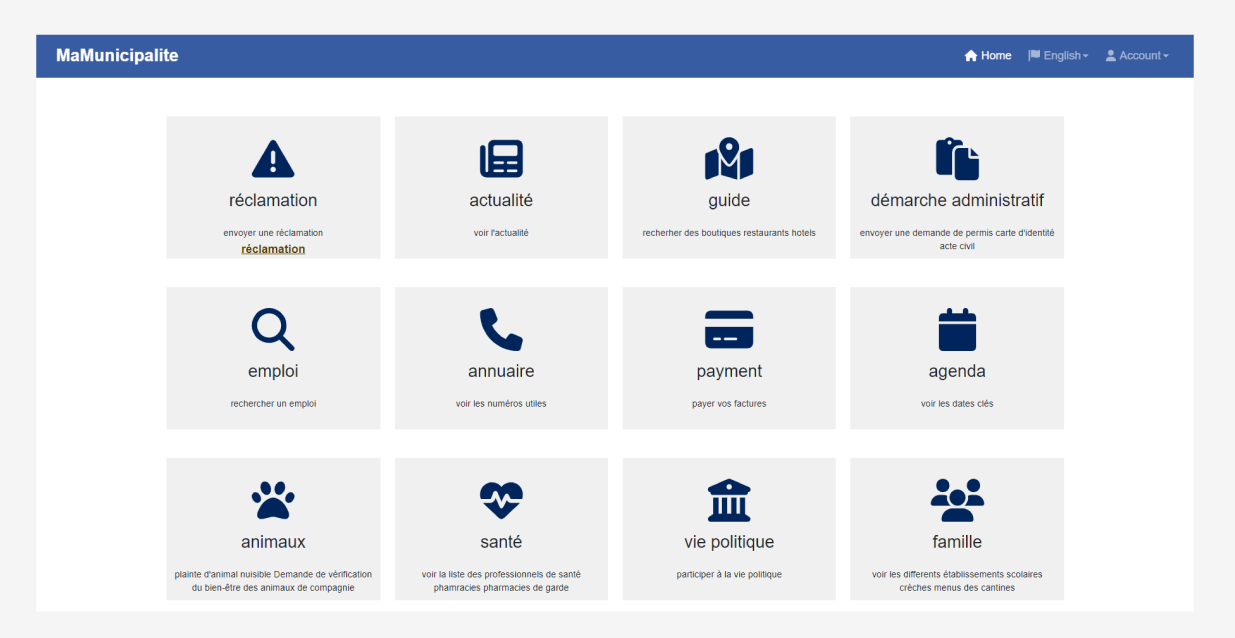 MaMunicipalite
Home English Account
réclamation
envoyer une réclamation
réclamation
actualité
voir l'actualité
guide
recherher des boutiques restaurants hotels
démarche administratif
envoyer une demande de permis carte d'identité
acte civil
emploi
rechercher un emploi
annuaire
voir les numéros utiles
payment
payer vos factures
agenda
voir les dates clés
animaux
plainte d'animal nuisible Demande de vérification
du bien-être des animaux de compagnie
santé
voir la liste des professionnels de santé
phamracies pharmacies de garde
vie politique
participer à la vie politique
famille
voir les differents établissements scolaires
crèches menus des cantines